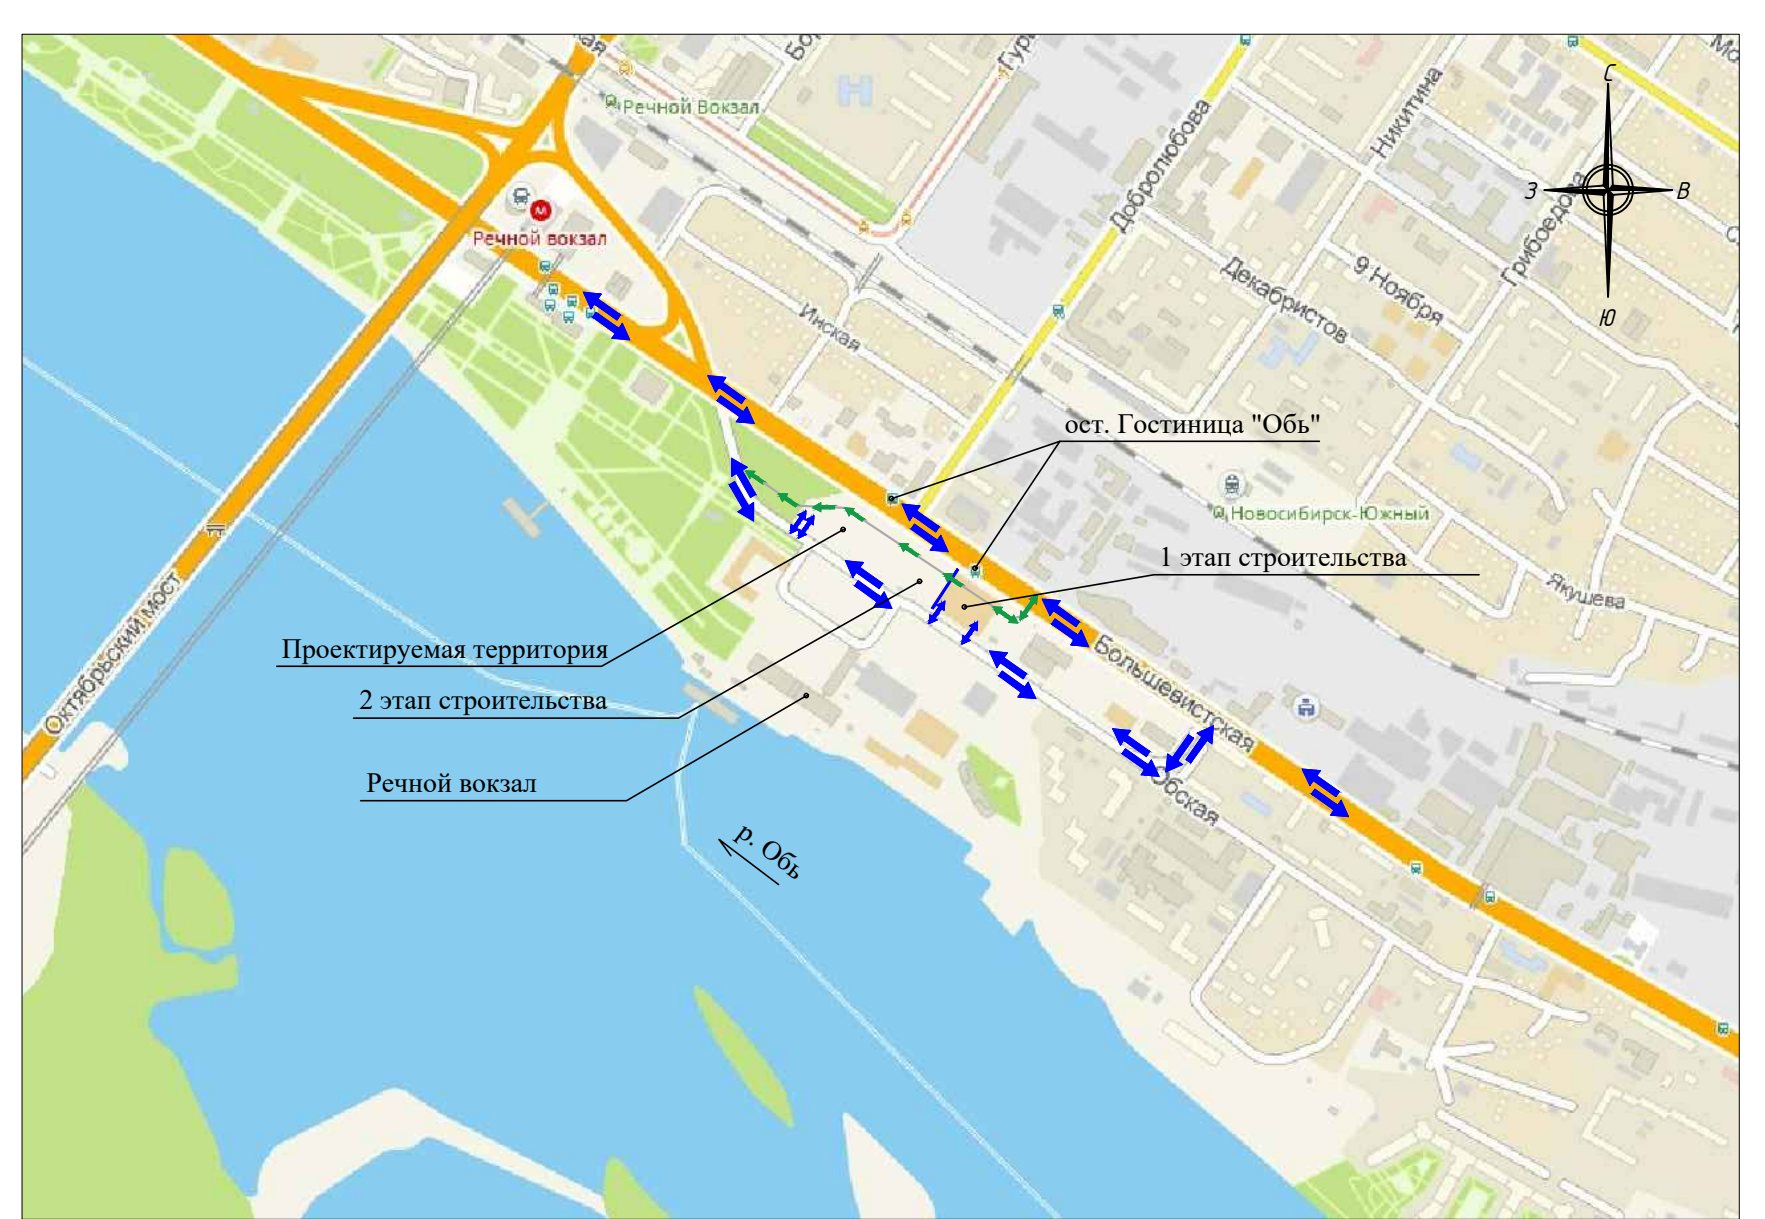 Речной Вокзал
С
З
В
Ю
Никитина
Добролюбова
Грибоедова
М
Речной вокзал
Декабристов
9 Ноября
Инская
ост. Гостиница "Обь"
Новосибирск-Южный
1 этап строительства
Якушева
Октябрьский мост
Проектируемая территория
2 этап строительства
Большевистская
Речной вокзал
Обская
р. Обь